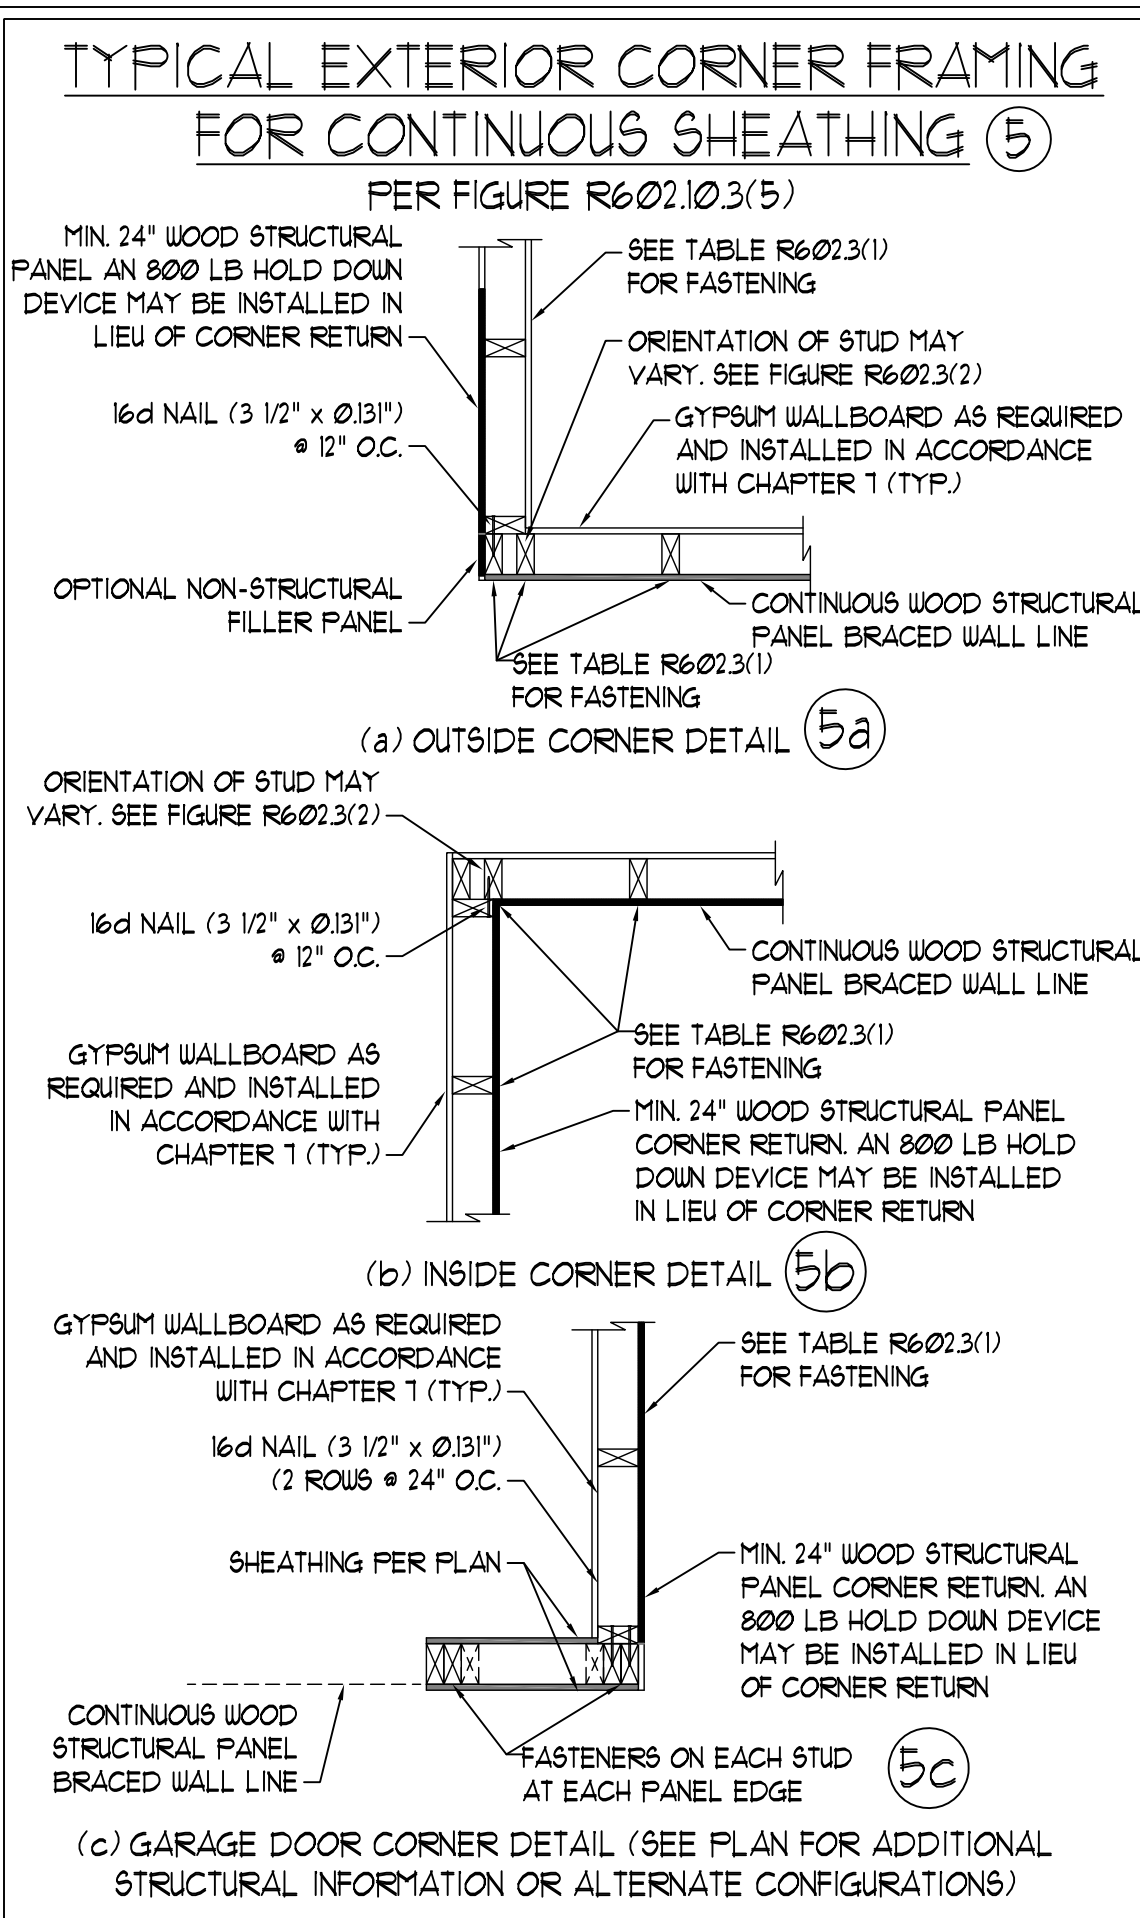 TYPICAL EXTERIOR CORNER FRAMING
FOR CONTINUOUS SHEATHING 5
PER FIGURE R602.10.3(5)
MIN. 24" WOOD STRUCTURAL
PANEL AN 800 LB HOLD DOWN
DEVICE MAY BE INSTALLED IN
LIEU OF CORNER RETURN
16d NAIL (3 1/2" x Ø.131")
@ 12" O.C.
OPTIONAL NON-STRUCTURAL
FILLER PANEL
SEE TABLE R602.3(1)
FOR FASTENING
ORIENTATION OF STUD MAY
VARY. SEE FIGURE R602.3(2)
GYPSUM WALLBOARD AS REQUIRED
AND INSTALLED IN ACCORDANCE
WITH CHAPTER 7 (TYP.)
CONTINUOUS WOOD STRUCTURAL
PANEL BRACED WALL LINE
SEE TABLE R602.3(1)
FOR FASTENING
(a) OUTSIDE CORNER DETAIL 5a
ORIENTATION OF STUD MAY
VARY. SEE FIGURE R602.3(2)
16d NAIL (3 1/2" x Ø.131")
@ 12" O.C.
GYPSUM WALLBOARD AS
REQUIRED AND INSTALLED
IN ACCORDANCE WITH
CHAPTER 7 (TYP.)
CONTINUOUS WOOD STRUCTURAL
PANEL BRACED WALL LINE
SEE TABLE R602.3(1)
FOR FASTENING
MIN. 24" WOOD STRUCTURAL PANEL
CORNER RETURN. AN 800 LB HOLD
DOWN DEVICE MAY BE INSTALLED
IN LIEU OF CORNER RETURN
(b) INSIDE CORNER DETAIL 5b
GYPSUM WALLBOARD AS REQUIRED
AND INSTALLED IN ACCORDANCE
WITH CHAPTER 7 (TYP.)
16d NAIL (3 1/2" x Ø.131")
(2 ROWS @ 24" O.C.
SHEATHING PER PLAN
CONTINUOUS WOOD
STRUCTURAL PANEL
BRACED WALL LINE
SEE TABLE R602.3(1)
FOR FASTENING
MIN. 24" WOOD STRUCTURAL
PANEL CORNER RETURN. AN
800 LB HOLD DOWN DEVICE
MAY BE INSTALLED IN LIEU
OF CORNER RETURN
FASTENERS ON EACH STUD
AT EACH PANEL EDGE
5c
(c) GARAGE DOOR CORNER DETAIL (SEE PLAN FOR ADDITIONAL
STRUCTURAL INFORMATION OR ALTERNATE CONFIGURATIONS)